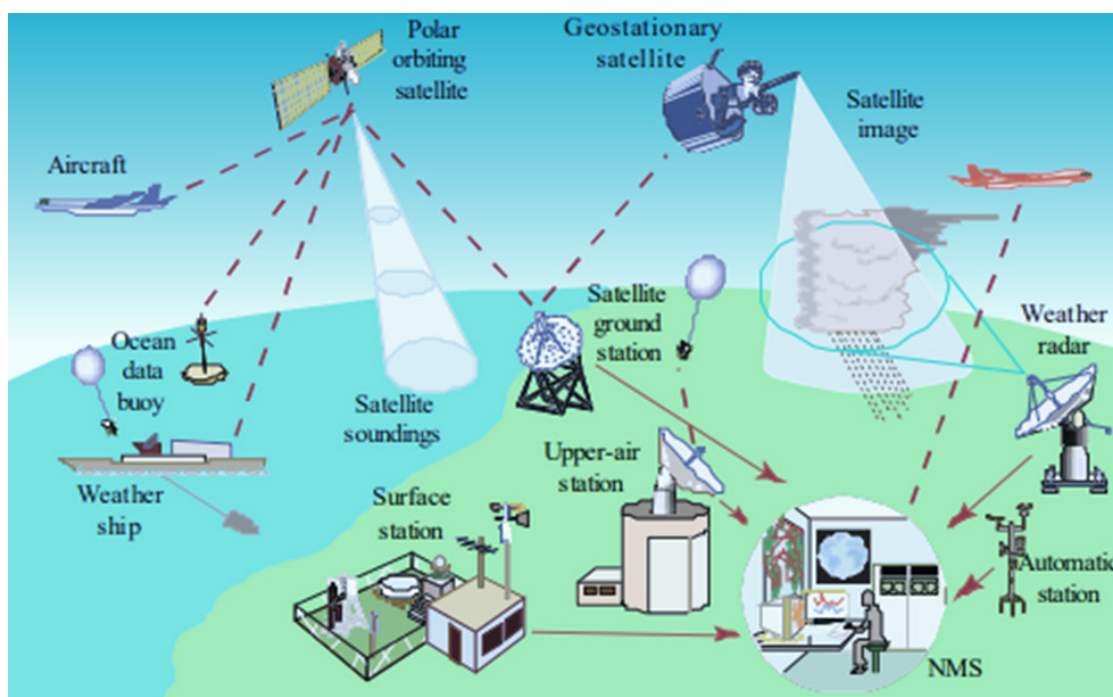 Polar
orbiting
satellite
Geostationary
satellite
Satellite
image
Aircraft
Ocean
data
buoy
Satellite
ground
station
Weather
radar
Satellite
soundings
Weather
ship
Upper-air
station
Surface
station
Automatic
station
NMS